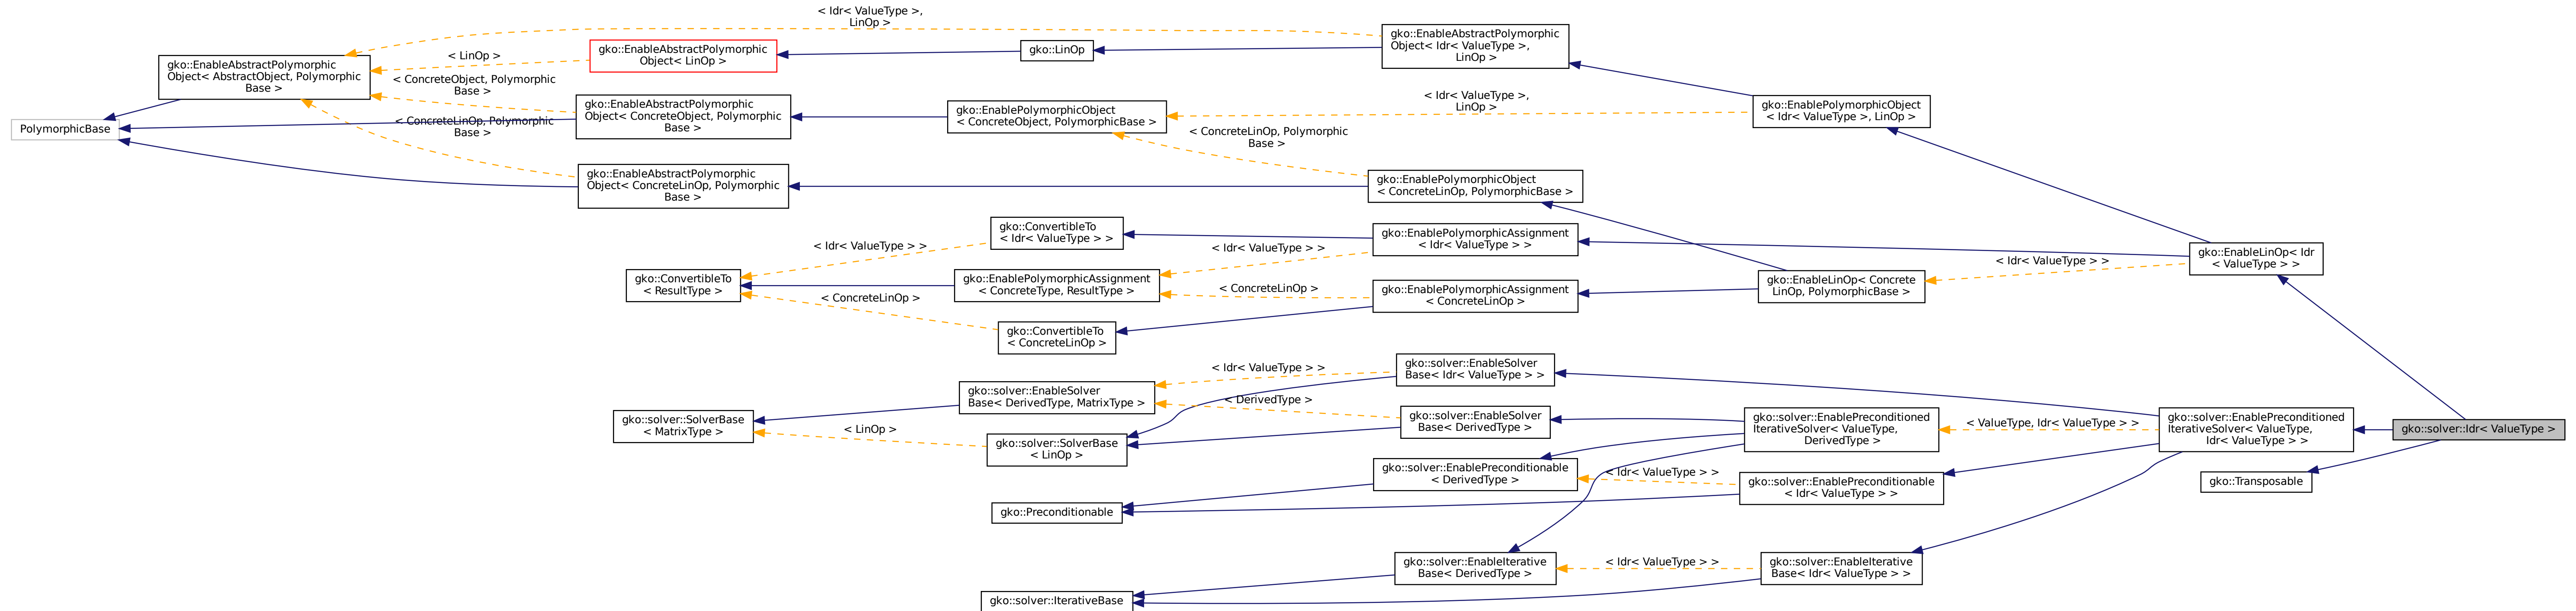 < Idr< ValueType >,
LinOp >
gko::EnableAbstractPolymorphic
Object< Idr< ValueType >,
LinOp >
gko::EnableAbstractPolymorphic
Object< LinOp >
gko::LinOp
< LinOp >
gko::EnableAbstractPolymorphic
Object< AbstractObject, Polymorphic
Base >
< ConcreteObject, Polymorphic
Base >
gko::EnableAbstractPolymorphic
Object< ConcreteObject, Polymorphic
Base >
gko::EnablePolymorphicObject
< ConcreteObject, PolymorphicBase >
< Idr< ValueType >,
LinOp >
gko::EnablePolymorphicObject
< Idr< ValueType >, LinOp >
PolymorphicBase
< ConcreteLinOp, Polymorphic
Base >
< ConcreteLinOp, Polymorphic
Base >
gko::EnableAbstractPolymorphic
Object< ConcreteLinOp, Polymorphic
Base >
gko::EnablePolymorphicObject
< ConcreteLinOp, PolymorphicBase >
gko::ConvertibleTo
< Idr< ValueType > >
gko::EnablePolymorphicAssignment
< Idr< ValueType > >
< Idr< ValueType > >
< Idr< ValueType > >
gko::EnableLinOp< Idr
< ValueType > >
< Idr< ValueType > >
gko::ConvertibleTo
< ResultType >
gko::EnablePolymorphicAssignment
< ConcreteType, ResultType >
< ConcreteLinOp >
gko::EnablePolymorphicAssignment
< ConcreteLinOp >
gko::EnableLinOp< Concrete
LinOp, PolymorphicBase >
< ConcreteLinOp >
gko::ConvertibleTo
< ConcreteLinOp >
gko::solver::EnableSolver
Base< Idr< ValueType > >
< Idr< ValueType > >
gko::solver::EnableSolver
Base< DerivedType, MatrixType >
< DerivedType >
gko::solver::SolverBase
< MatrixType >
< LinOp >
gko::solver::SolverBase
< LinOp >
gko::solver::EnableSolver
Base< DerivedType >
gko::solver::EnablePreconditioned
IterativeSolver< ValueType,
DerivedType >
< ValueType, Idr< ValueType > >
gko::solver::EnablePreconditioned
IterativeSolver< ValueType,
Idr< ValueType > >
gko::solver::Idr< ValueType >
gko::solver::EnablePreconditionable
< DerivedType >
< Idr< ValueType > >
gko::solver::EnablePreconditionable
< Idr< ValueType > >
gko::Transposable
gko::Preconditionable
gko::solver::EnableIterative
Base< DerivedType >
< Idr< ValueType > >
gko::solver::EnableIterative
Base< Idr< ValueType > >
gko::solver::IterativeBase